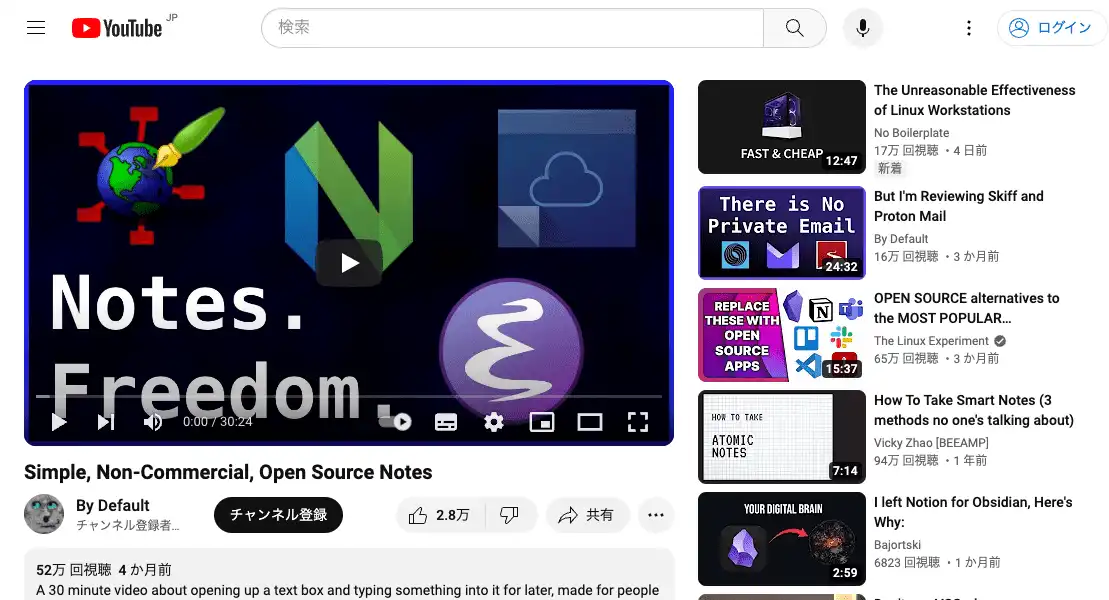 YouTube JP
検索
ログイン
Notes.
Freedom.
0:00 / 30:24
Simple, Non-Commercial, Open Source Notes
By Default
チャンネル登録者...
チャンネル登録
2.8万
共有
52万 回視聴 4 か月前
A 30 minute video about opening up a text box and typing something into it for later, made for people
FAST & CHEAP
12:47
The Unreasonable Effectiveness
of Linux Workstations
No Boilerplate
17万 回視聴 ・4 日前
新着
There is No
Private Email
24:32
But I'm Reviewing Skiff and
Proton Mail
By Default
16万 回視聴 ・3 か月前
REPLACE
THESE WITH
OPEN
SOURCE
APPS
15:37
OPEN SOURCE alternatives to
the MOST POPULAR...
The Linux Experiment
65万 回視聴 ・3 か月前
HOW TO TAKE
ATOMIC
NOTES
7:14
How To Take Smart Notes (3
methods no one's talking about)
Vicky Zhao [BEEAMP]
94万 回視聴 ・1 年前
YOUR DIGITAL BRAIN
2:59
I left Notion for Obsidian, Here's
Why:
Bajortski
6823 回視聴 ・1 か月前